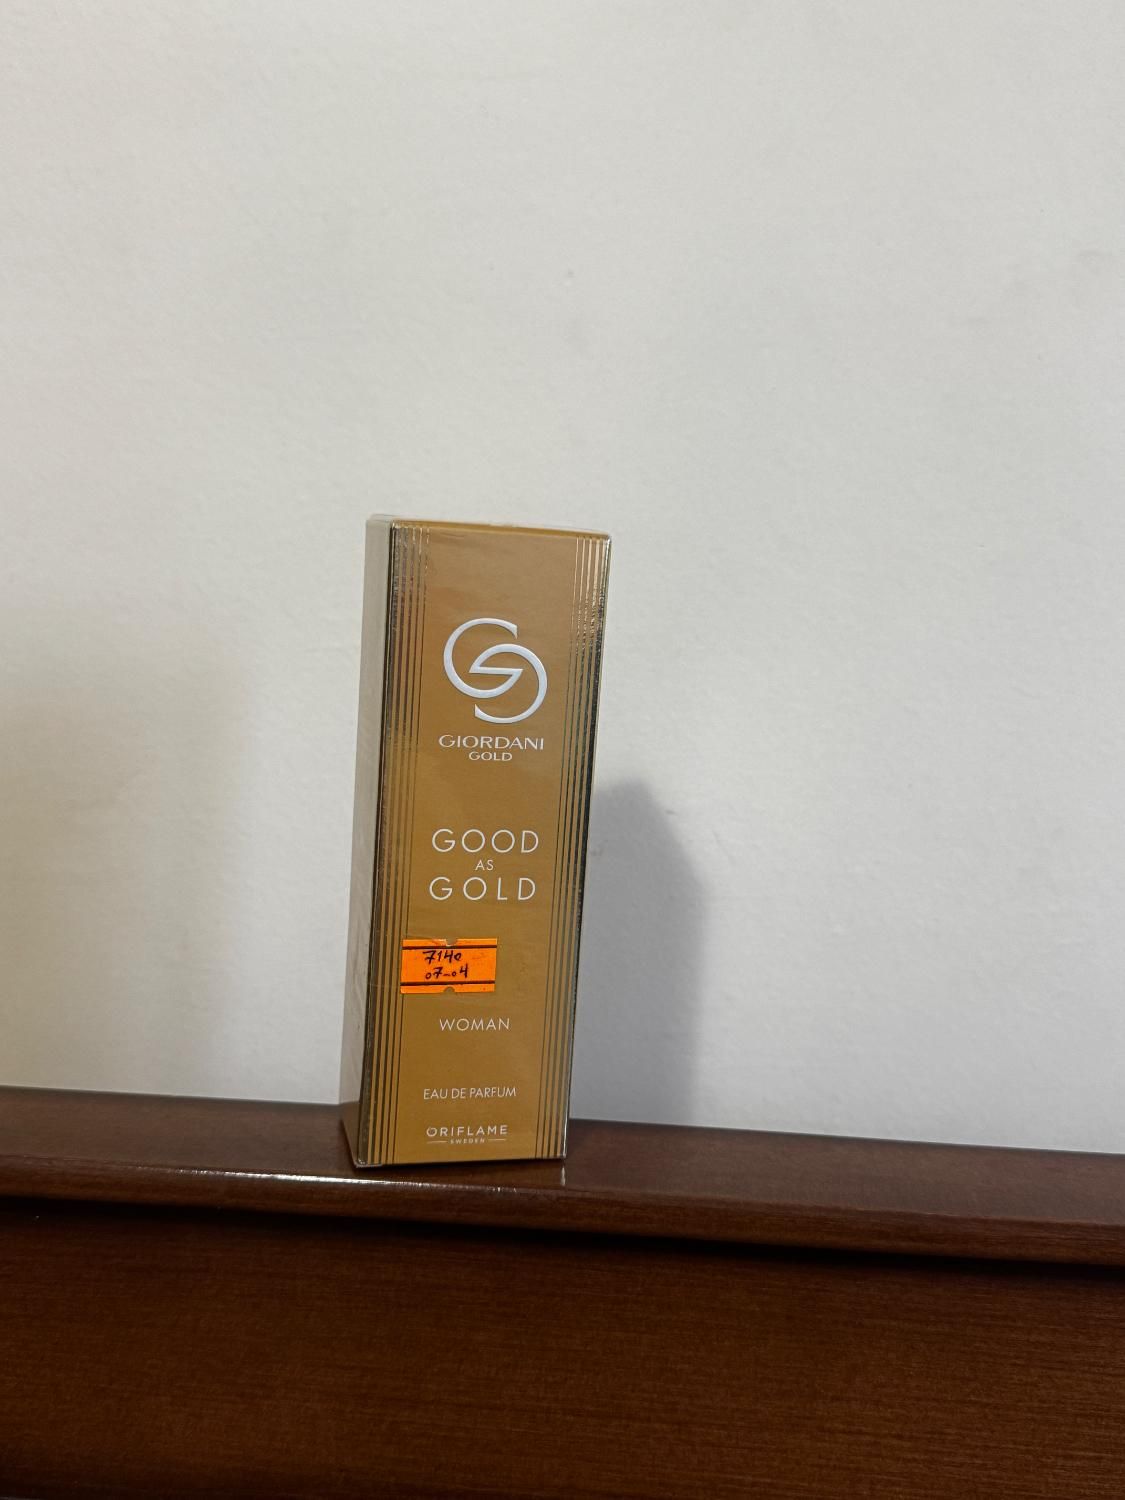 GIORDANI
GOLD
GOOD
AS
GOLD
7140
07-04
WOMAN
EAU DE PARFUM
ORIFLAME
SWEDEN